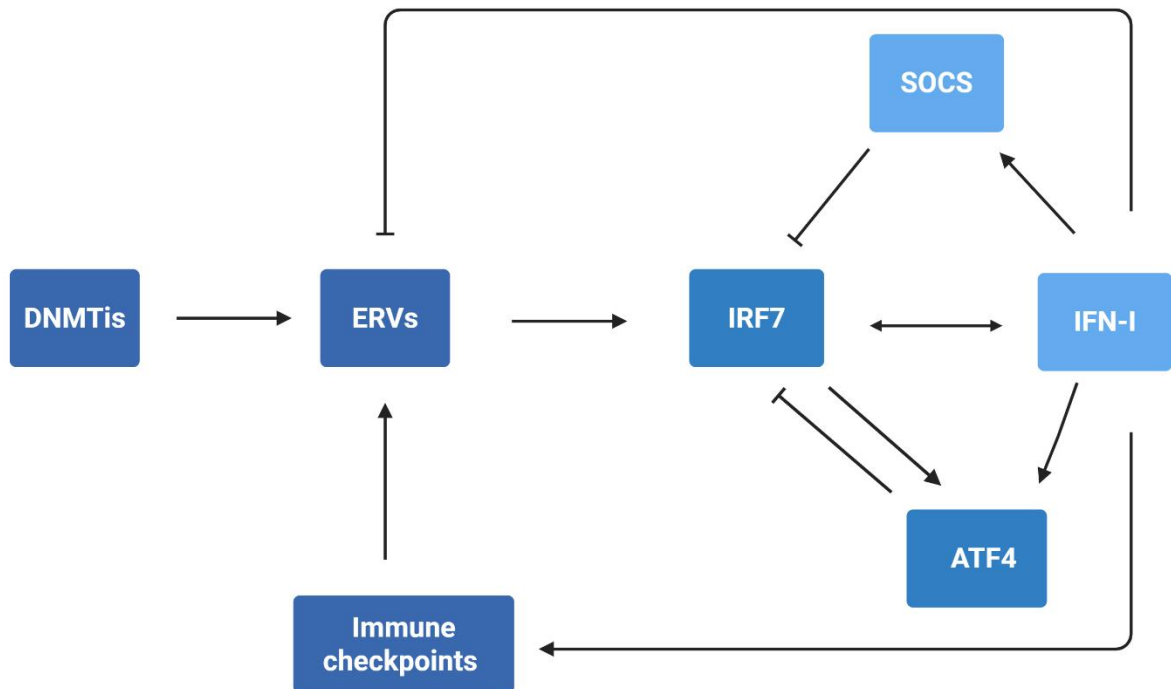 SOCS
DNMTis
ERVs
IRF7
IFN-I
ATF4
Immune
checkpoints